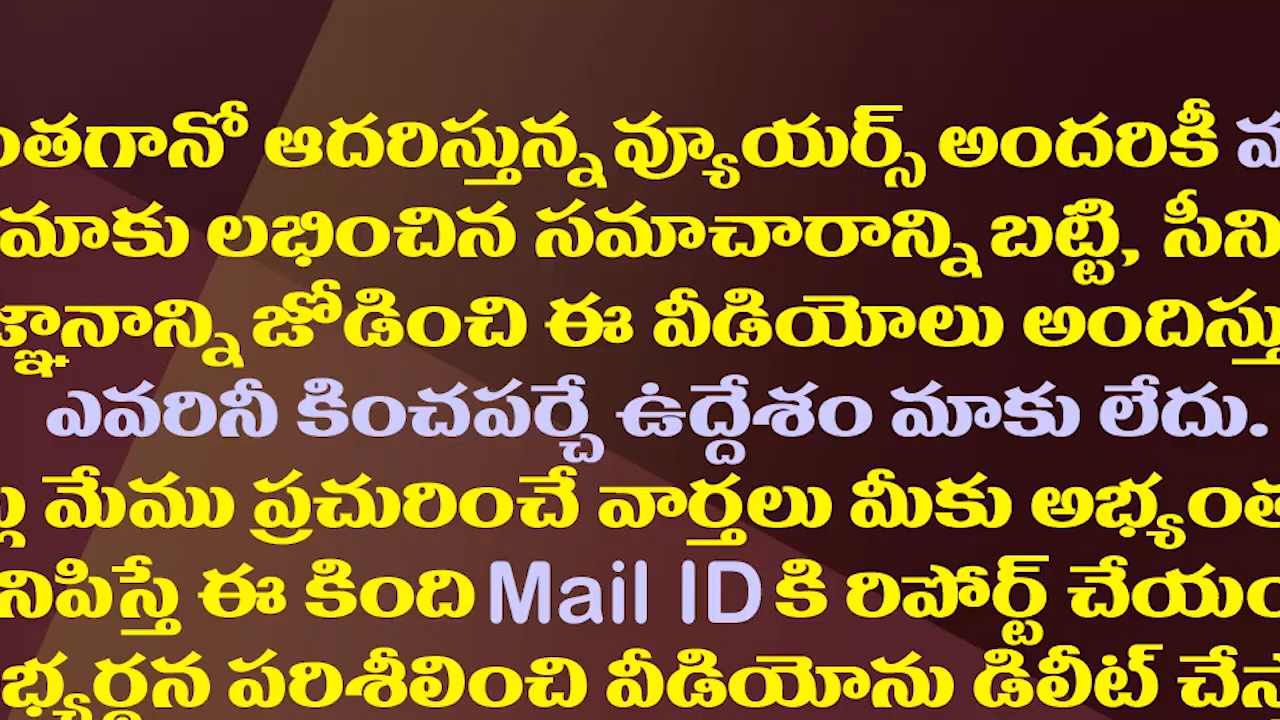 ంతగానో ఆదరిస్తున్న వ్యూయర్స్ అందరికీ
మాకు లభించిన సమాచారాన్ని బట్టి, సీని
జ్ఞానాన్ని జోడించి ఈ వీడియోలు అందిస్తు
ఎవరినీ కించపర్చే ఉద్దేశం మాకు లేదు.
మేము ప్రచురించే వార్తలు మీకు అభ్యంత
నిపిస్తే ఈ కింది Mail ID కి రిపోర్ట్ చేయం
భ్యర్థన పరిశీలించి వీడియోను డిలీట్ చేస